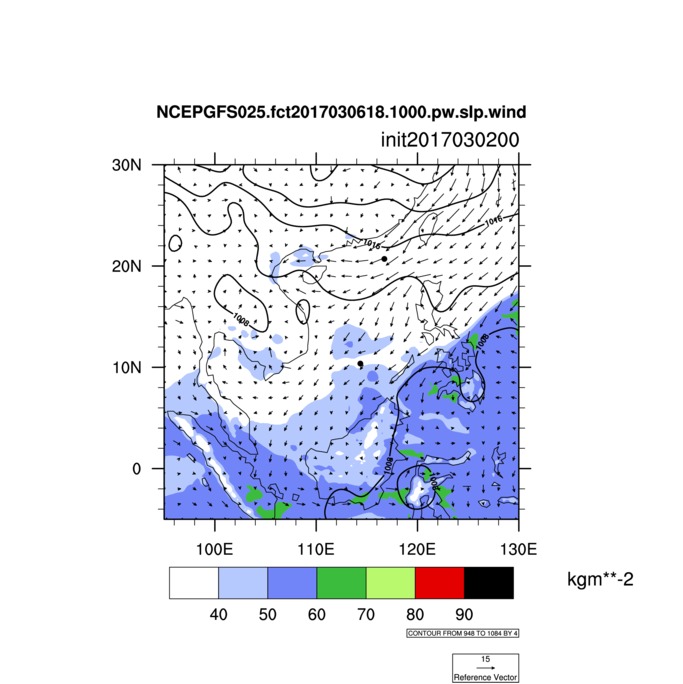 NCEPGFS025.fct2017030618.1000.pw.slp.wind
init2017030200
30N
1016
1016
20N
1008
1008
10N
1008
0
100E
110E
120E
130E
kgm**-2
40
50
60
70
80
90
CONTOUR FROM 948 TO 1084 BY 4
15
Reference Vector